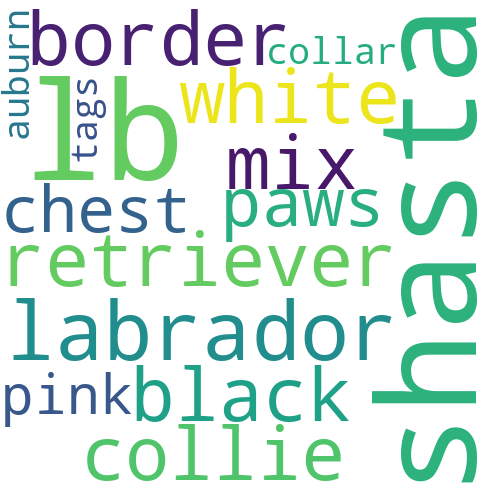 auburn
border
collar
lb
tags
white
shasta
mix
chest
paws
retriever
labrador
pink
black
collie